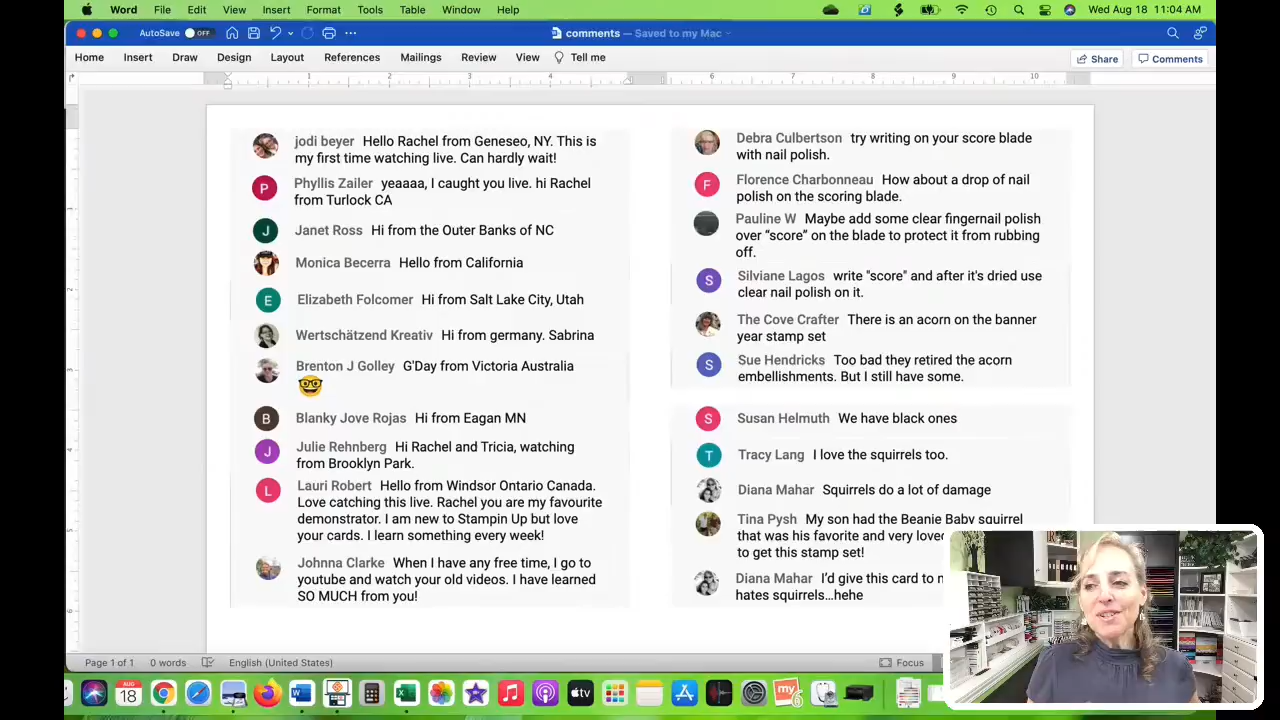 Word File Edit View Insert Format Tools Table Window Help Wed Aug 18 11:04 AM
AutoSave OFF comments — Saved to my Mac
Home Insert Draw Design Layout References Mailings Review View Tell me Share Comments
1 2 3 4 6 7 8 9 10
jodi beyer Hello Rachel from Geneseo, NY. This is
my first time watching live. Can hardly wait!
P Phyllis Zailer yeaaaa, I caught you live. hi Rachel
from Turlock CA
J Janet Ross Hi from the Outer Banks of NC
Monica Becerra Hello from California
E Elizabeth Folcomer Hi from Salt Lake City, Utah
Wertschätzend Kreativ Hi from germany. Sabrina
Brenton J Golley G'Day from Victoria Australia
🤓
B Blanky Jove Rojas Hi from Eagan MN
J Julie Rehnberg Hi Rachel and Tricia, watching
from Brooklyn Park.
L Lauri Robert Hello from Windsor Ontario Canada.
Love catching this live. Rachel you are my favourite
demonstrator. I am new to Stampin Up but love
your cards. I learn something every week!
Johnna Clarke When I have any free time, I go to
youtube and watch your old videos. I have learned
SO MUCH from you!
Debra Culbertson try writing on your score blade
with nail polish.
F Florence Charbonneau How about a drop of nail
polish on the scoring blade.
Pauline W Maybe add some clear fingernail polish
over “score” on the blade to protect it from rubbing
off.
S Silviane Lagos write "score" and after it's dried use
clear nail polish on it.
The Cove Crafter There is an acorn on the banner
year stamp set
S Sue Hendricks Too bad they retired the acorn
embellishments. But I still have some.
S Susan Helmuth We have black ones
T Tracy Lang I love the squirrels too.
Diana Mahar Squirrels do a lot of damage
Tina Pysh My son had the Beanie Baby squirrel
that was his favorite and very love
to get this stamp set!
Diana Mahar I’d give this card to
hates squirrels…hehe
Page 1 of 1 0 words English (United States) Focus
AUG
18
tv
my
6